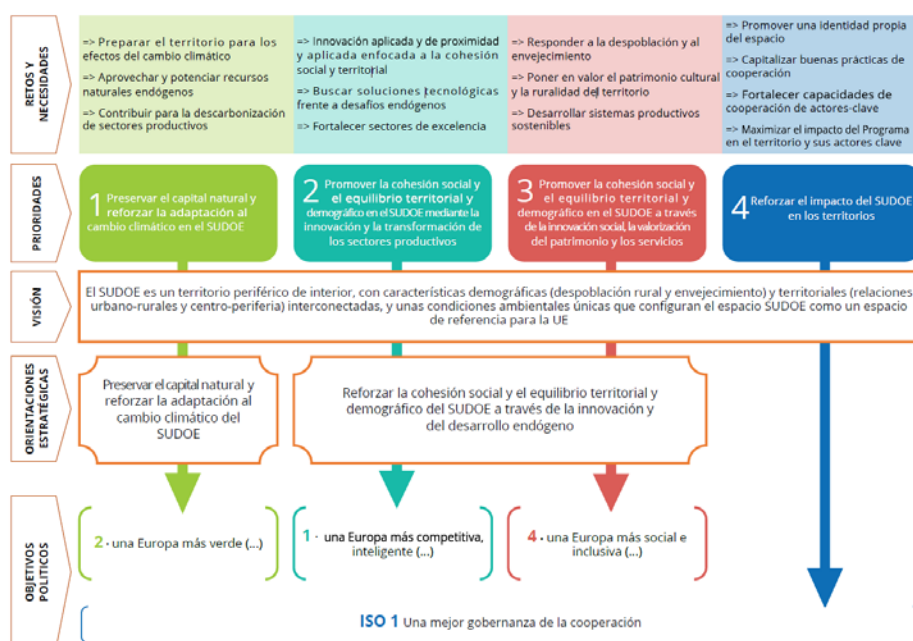 RETOS Y
NECESIDADES
=> Preparar el territorio para los
efectos del cambio climático
=> Aprovechar y potenciar recursos
naturales endógenos
=> Contribuir para la descarbonización
de sectores productivos
=> Innovación aplicada y de proximidad
y aplicada enfocada a la cohesión
social y territorial
=> Buscar soluciones tecnológicas
frente a desafíos endógenos
=> Fortalecer sectores de excelencia
=> Responder a la despoblación y al
envejecimiento
=> Poner en valor el patrimonio cultural
y la ruralidad del territorio
=> Desarrollar sistemas productivos
sostenibles
=> Promover una identidad propia
del espacio
=> Capitalizar buenas prácticas de
cooperación
=> Fortalecer capacidades de
cooperación de actores-clave
=> Maximizar el impacto del Programa
en el territorio y sus actores clave
PRIORIDADES
1 Preservar el capital natural y
reforzar la adaptación al
cambio climático en el SUDOE
2 Promover la cohesión social y
el equilibrio territorial y
demográfico en el SUDOE mediante la
innovación y la transformación de
los sectores productivos
3 Promover la cohesión social y
el equilibrio territorial y
demográfico en el SUDOE a través
de la innovación social, la valorización
del patrimonio y los servicios
4 Reforzar el impacto del SUDOE
en los territorios
VISIÓN
El SUDOE es un territorio periférico de interior, con características demográficas (despoblación rural y envejecimiento) y territoriales (relaciones
urbano-rurales y centro-periferia) interconectadas, y unas condiciones ambientales únicas que configuran el espacio SUDOE como un espacio
de referencia para la UE
ORIENTACIONES
ESTRATÉGICAS
Preservar el capital natural y
reforzar la adaptación al
cambio climático del
SUDOE
Reforzar la cohesión social y el equilibrio territorial y
demográfico del SUDOE a través de la innovación y
del desarrollo endógeno
OBJETIVOS
POLITICOS
2 - una Europa más verde (...)
1 - una Europa más competitiva,
inteligente (...)
4 - una Europa más social e
inclusiva (...)
ISO 1 Una mejor gobernanza de la cooperación